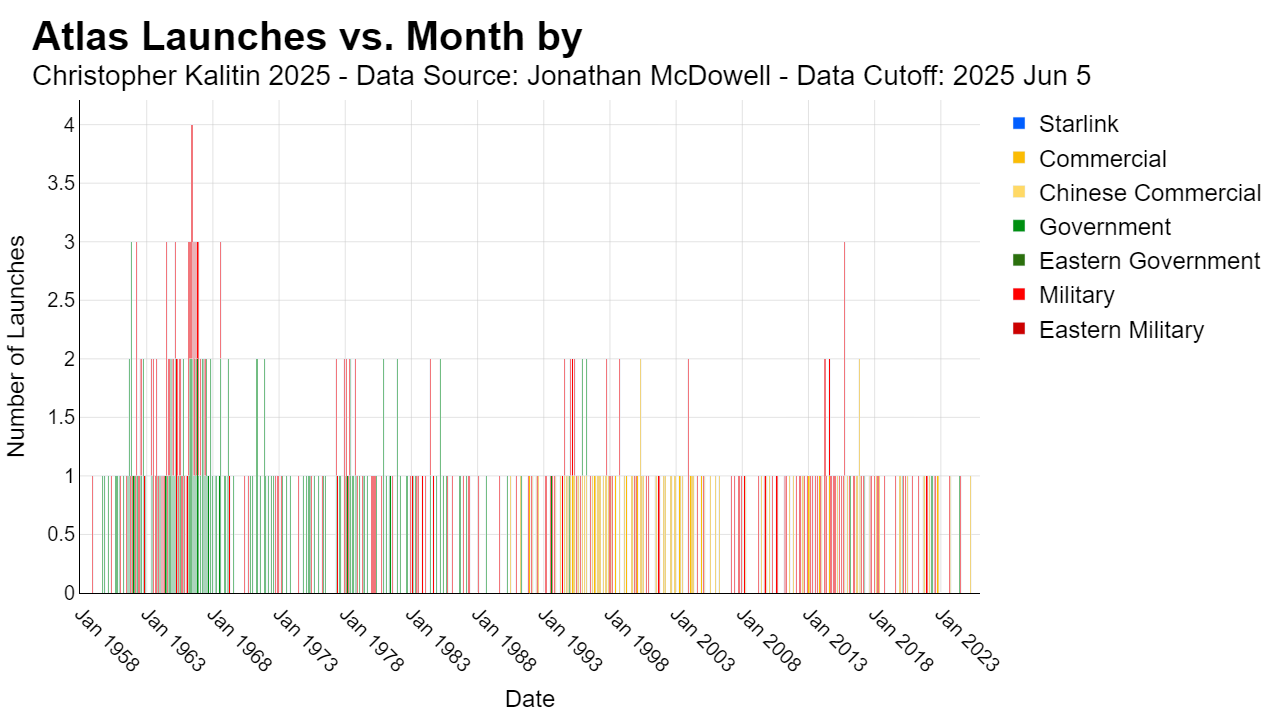 Atlas Launches vs. Month by
Christopher Kalitin 2025 - Data Source: Jonathan McDowell - Data Cutoff: 2025 Jun 5
Number of Launches
4
3.5
3
2.5
2
1.5
1
0.5
0
Jan 1958
Jan 1963
Jan 1968
Jan 1973
Jan 1978
Jan 1983
Jan 1988
Jan 1993
Jan 1998
Jan 2003
Jan 2008
Jan 2013
Jan 2018
Jan 2023
Date
Starlink
Commercial
Chinese Commercial
Government
Eastern Government
Military
Eastern Military